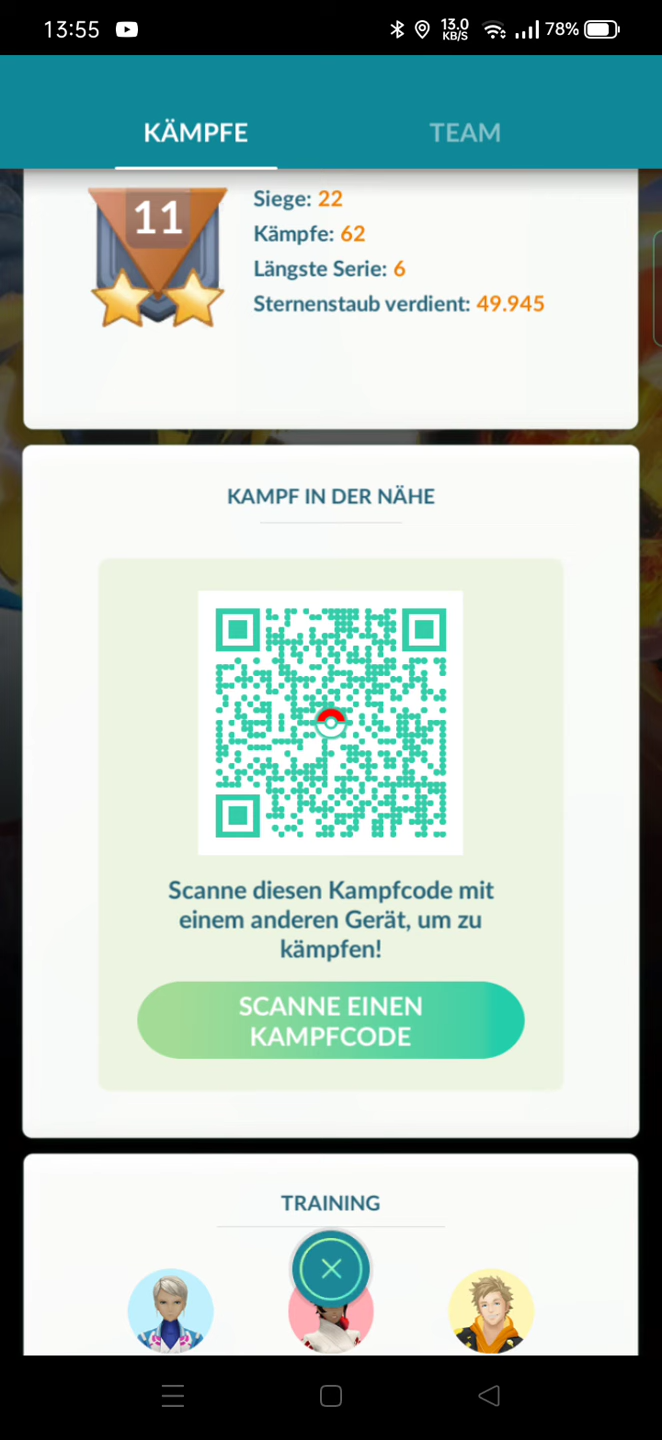 13:55
13.0
KB/S
78%
KÄMPFE
TEAM
11
Siege: 22
Kämpfe: 62
Längste Serie: 6
Sternenstaub verdient: 49.945
KAMPF IN DER NÄHE
Scanne diesen Kampfcode mit
einem anderen Gerät, um zu
kämpfen!
SCANNE EINEN
KAMPFCODE
TRAINING